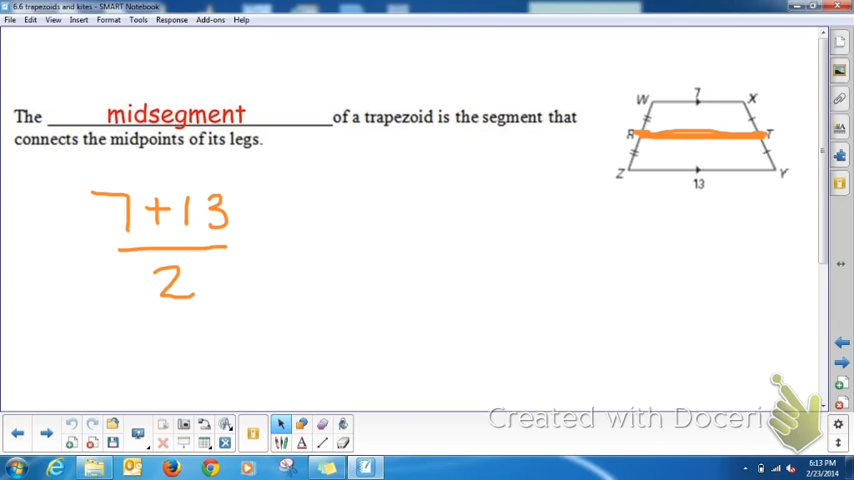 6.6 trapezoids and kites - SMART Notebook
File Edit View Insert Format Tools Response Add-ons Help
The midsegment of a trapezoid is the segment that
connects the midpoints of its legs.
W 7 X
R T
Z Y
13
7+13
2
Created with Doceri
6:13 PM
2/23/2014